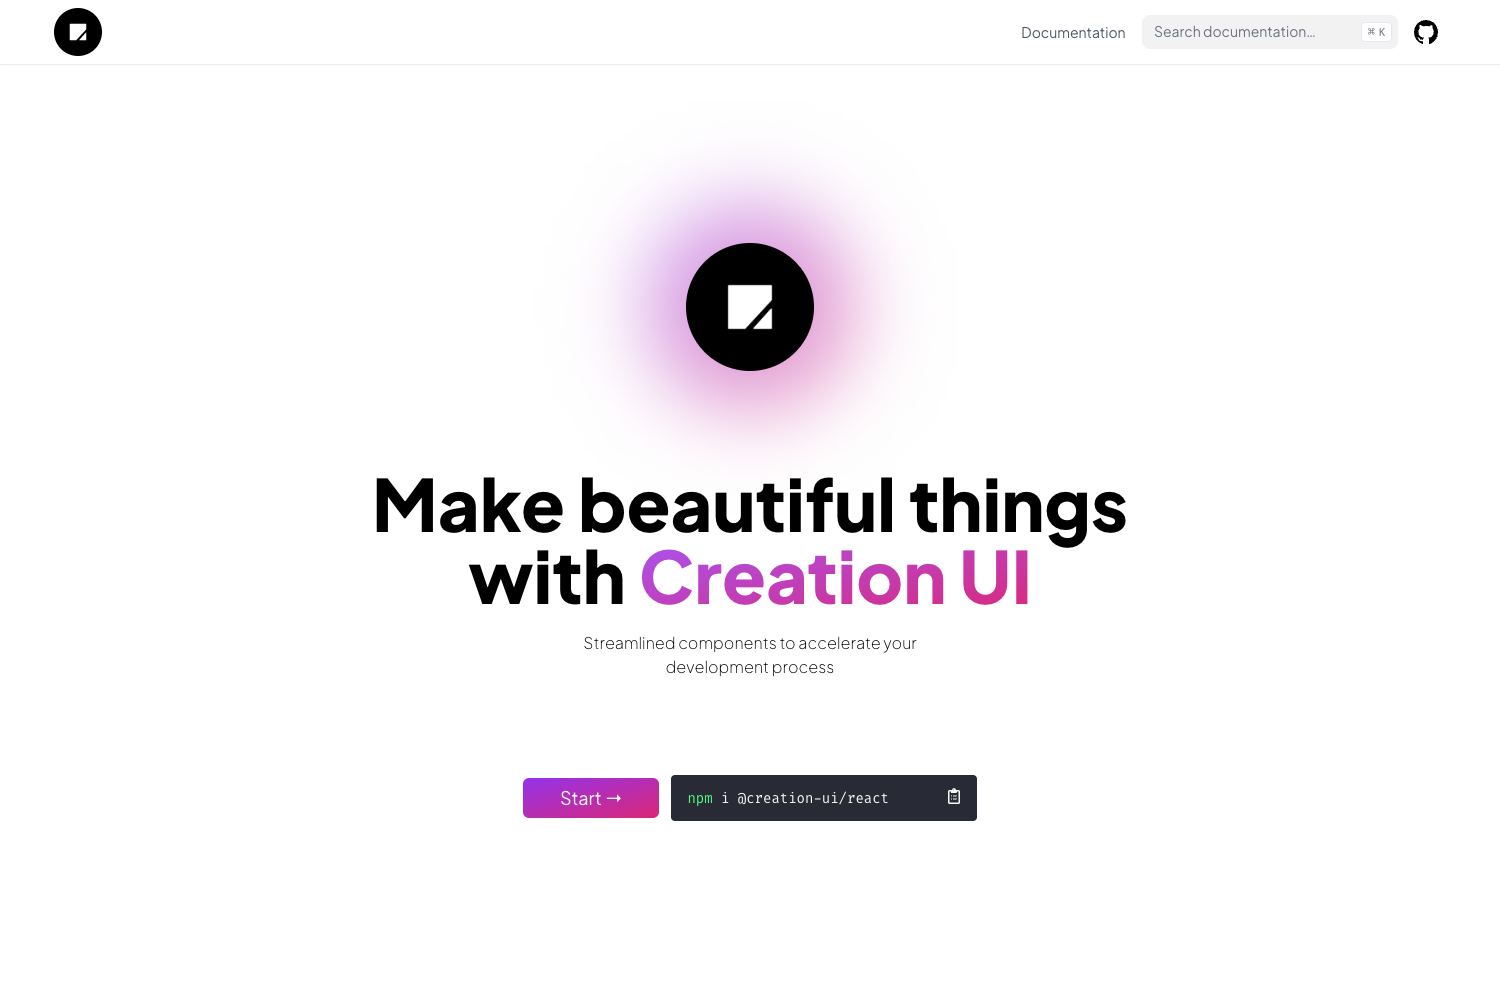 Documentation
Search documentation…
⌘ K
Make beautiful things
with Creation UI
Streamlined components to accelerate your
development process
Start ➝
npm i @creation-ui/react